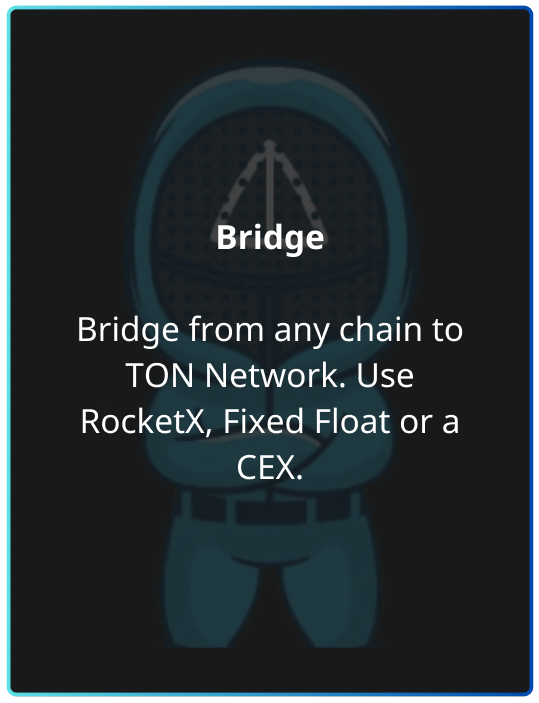 Bridge
Bridge from any chain to
TON Network. Use
RocketX, Fixed Float or a
CEX.